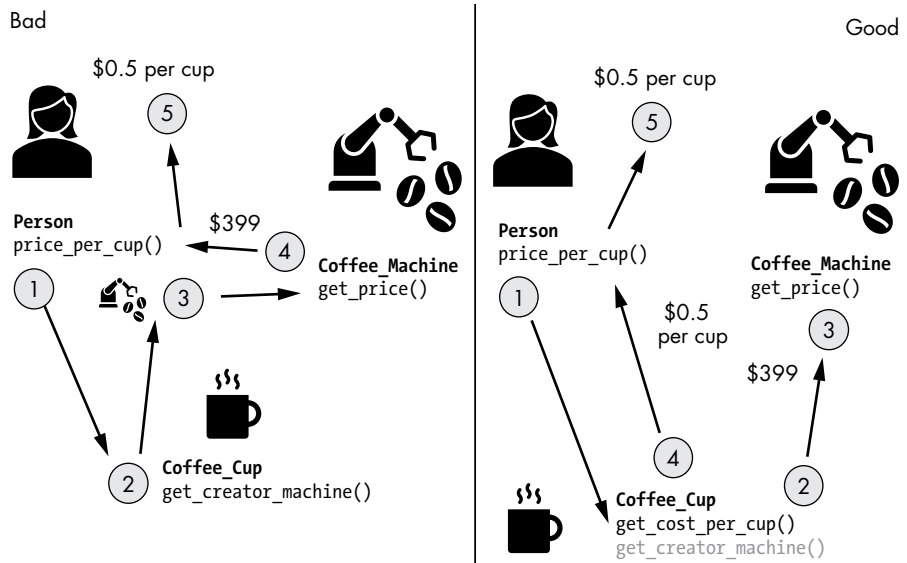 Bad
$0.5 per cup
5
Person
price_per_cup()
$399
4
Coffee_Machine
get_price()
1
3
2
Coffee_Cup
get_creator_machine()
Good
$0.5 per cup
5
Person
price_per_cup()
Coffee_Machine
get_price()
1
$0.5
per cup
3
$399
4
2
Coffee_Cup
get_cost_per_cup()
get_creator_machine()